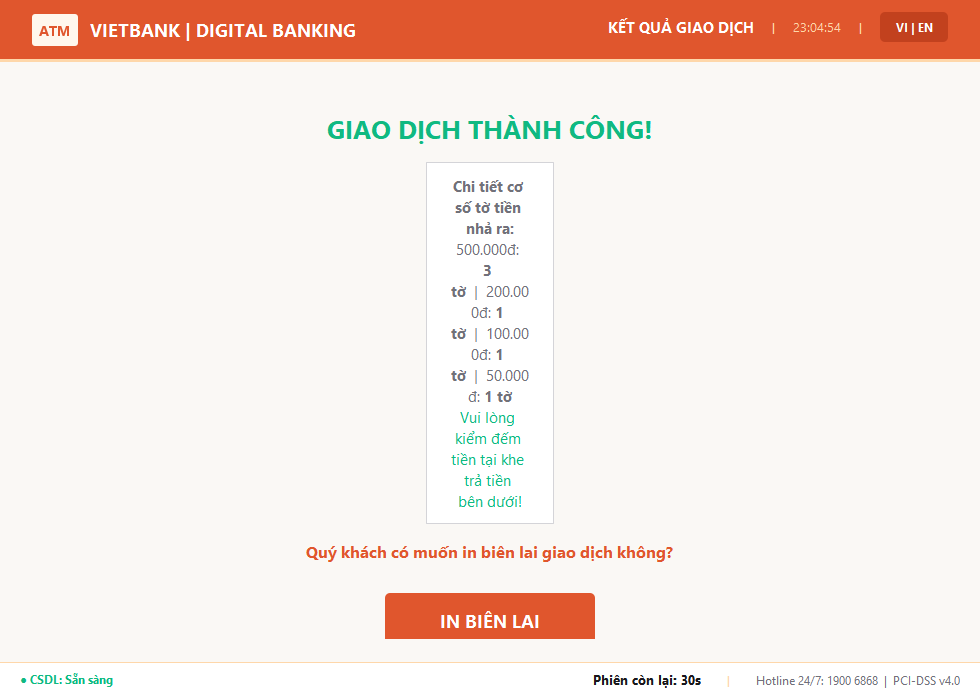 ATM VIETBANK | DIGITAL BANKING KẾT QUẢ GIAO DỊCH | 23:04:54 | VI | EN
GIAO DỊCH THÀNH CÔNG!
Chi tiết cơ
số tờ tiền
nhả ra:
500.000đ:
3
tờ | 200.00
0đ: 1
tờ | 100.00
0đ: 1
tờ | 50.000
đ: 1 tờ
Vui lòng
kiểm đếm
tiền tại khe
trả tiền
bên dưới!
Quý khách có muốn in biên lai giao dịch không?
IN BIÊN LAI
● CSDL: Sẵn sàng Phiên còn lại: 30s | Hotline 24/7: 1900 6868 | PCI-DSS v4.0